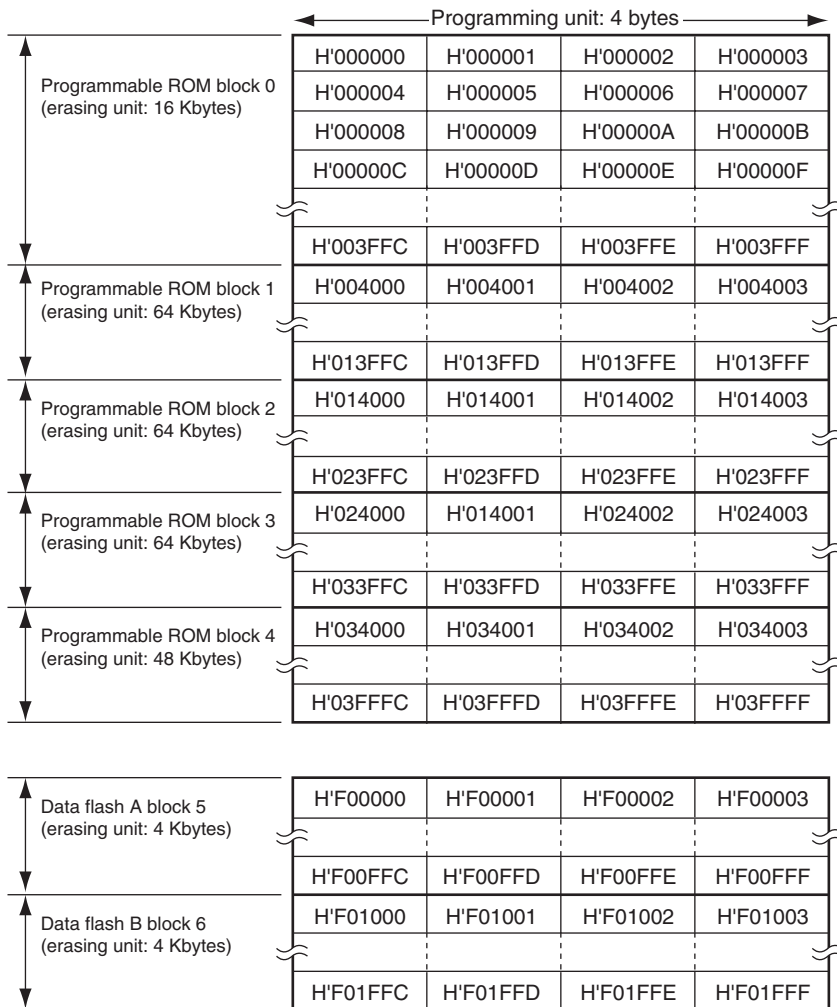 Programming unit: 4 bytes
Programmable ROM block 0
(erasing unit: 16 Kbytes)
H'000000 H'000001 H'000002 H'000003
H'000004 H'000005 H'000006 H'000007
H'000008 H'000009 H'00000A H'00000B
H'00000C H'00000D H'00000E H'00000F
H'003FFC H'003FFD H'003FFE H'003FFF
Programmable ROM block 1
(erasing unit: 64 Kbytes)
H'004000 H'004001 H'004002 H'004003
H'013FFC H'013FFD H'013FFE H'013FFF
Programmable ROM block 2
(erasing unit: 64 Kbytes)
H'014000 H'014001 H'014002 H'014003
H'023FFC H'023FFD H'023FFE H'023FFF
Programmable ROM block 3
(erasing unit: 64 Kbytes)
H'024000 H'014001 H'024002 H'024003
H'033FFC H'033FFD H'033FFE H'033FFF
Programmable ROM block 4
(erasing unit: 48 Kbytes)
H'034000 H'034001 H'034002 H'034003
H'03FFFC H'03FFFD H'03FFFE H'03FFFF
Data flash A block 5
(erasing unit: 4 Kbytes)
H'F00000 H'F00001 H'F00002 H'F00003
H'F00FFC H'F00FFD H'F00FFE H'F00FFF
Data flash B block 6
(erasing unit: 4 Kbytes)
H'F01000 H'F01001 H'F01002 H'F01003
H'F01FFC H'F01FFD H'F01FFE H'F01FFF